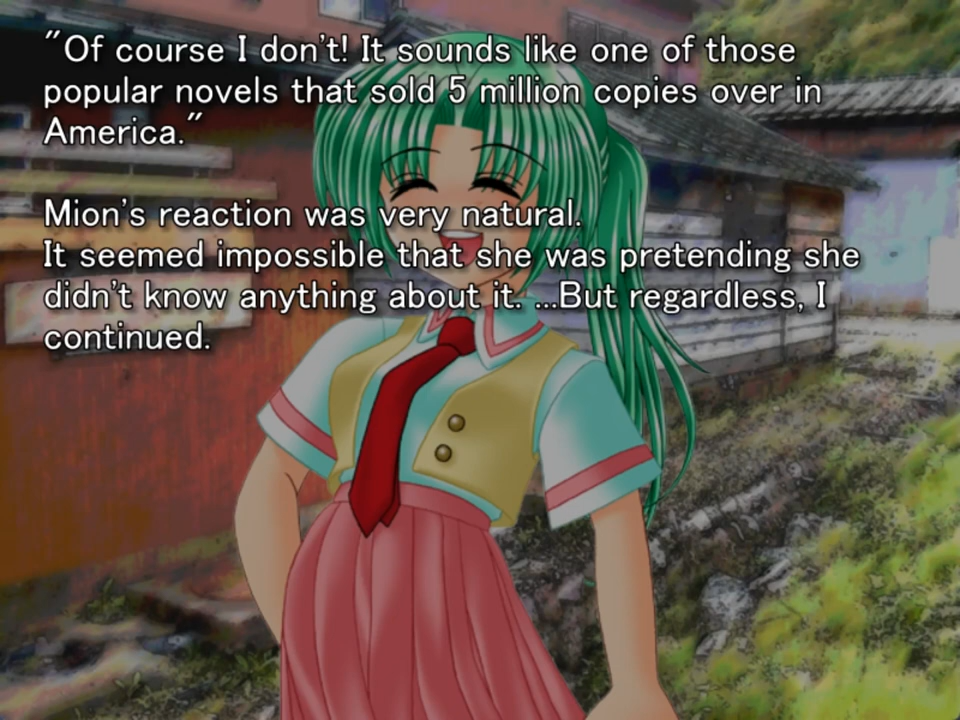 "Of course I don't! It sounds like one of those
popular novels that sold 5 million copies over in
America."
Mion's reaction was very natural.
It seemed impossible that she was pretending she
didn't know anything about it. ...But regardless, I
continued.